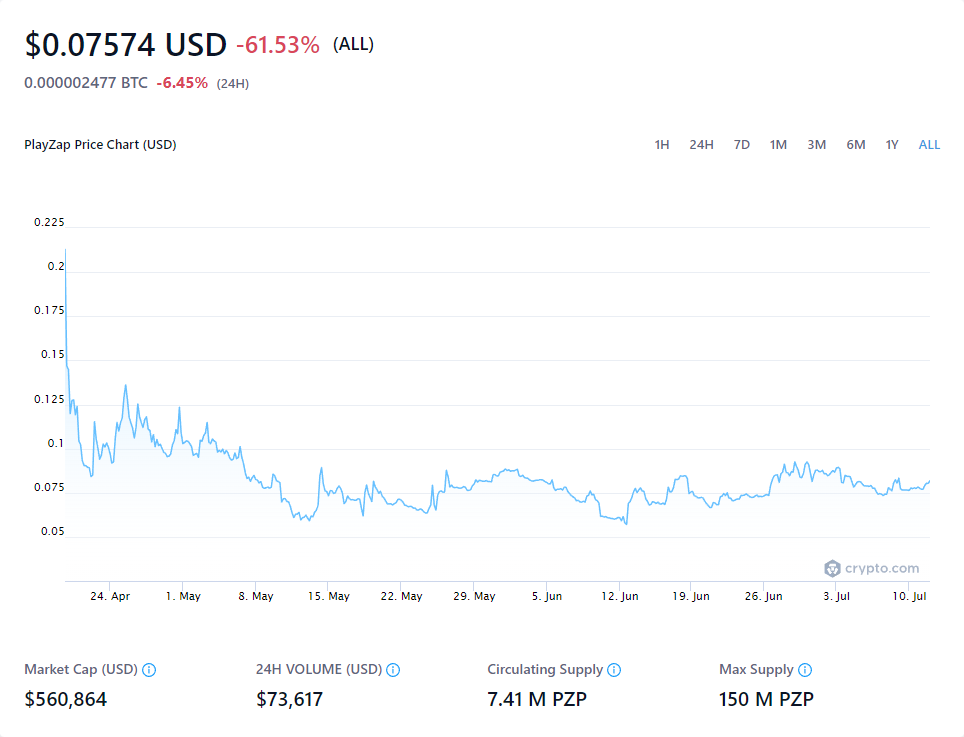 $0.07574 USD -61.53% (ALL)
0.000002477 BTC -6.45% (24H)
PlayZap Price Chart (USD) 1H 24H 7D 1M 3M 6M 1Y ALL
0.225
0.2
0.175
0.15
0.125
0.1
0.075
0.05
crypto.com
24. Apr 1. May 8. May 15. May 22. May 29. May 5. Jun 12. Jun 19. Jun 26. Jun 3. Jul 10. Jul
Market Cap (USD) 24H VOLUME (USD) Circulating Supply Max Supply
$560,864 $73,617 7.41 M PZP 150 M PZP